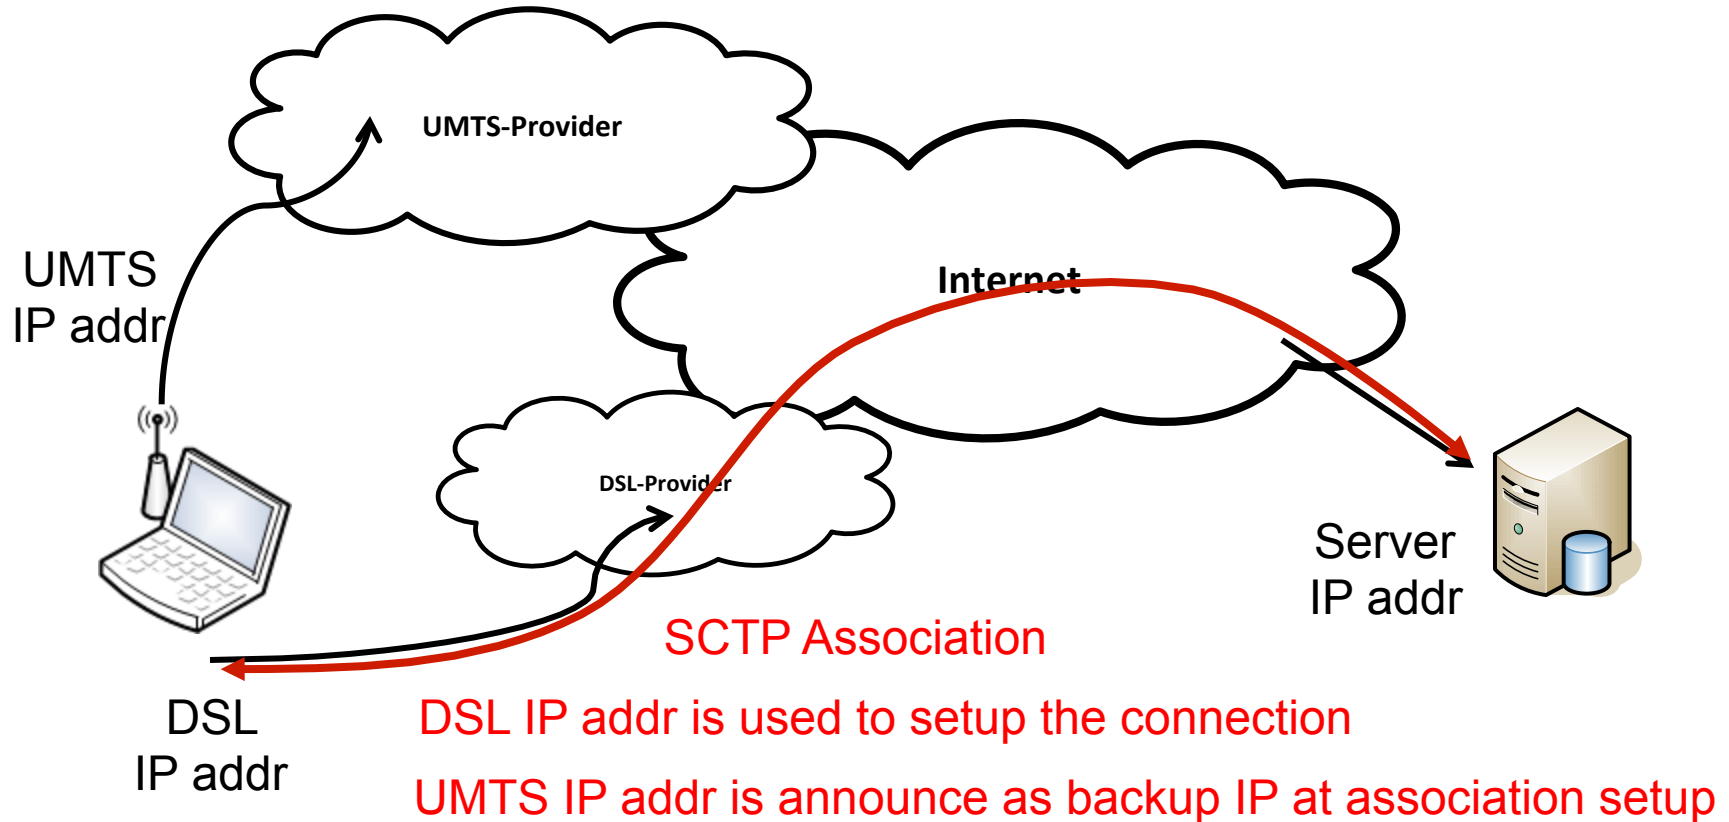 UMTS-Provider
UMTS
IP addr
Internet
DSL-Provider
Server
IP addr
SCTP Association
DSL
IP addr
DSL IP addr is used to setup the connection
UMTS IP addr is announce as backup IP at association setup